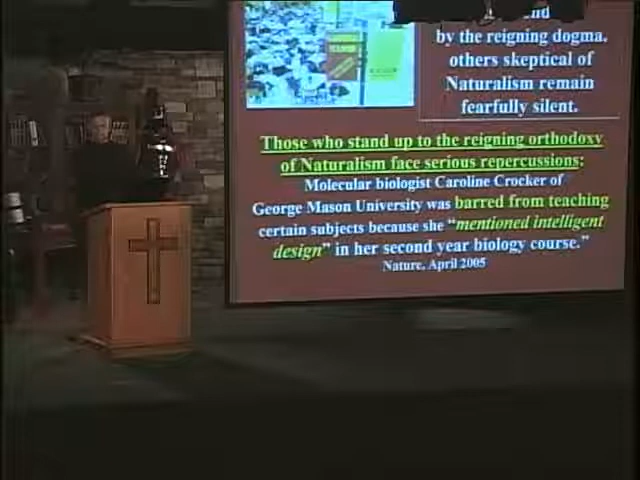 by the reigning dogma,
others skeptical of
Naturalism remain
fearfully silent.
Those who stand up to the reigning orthodoxy
of Naturalism face serious repercussions:
Molecular biologist Caroline Crocker of
George Mason University was barred from teaching
certain subjects because she “mentioned intelligent
design” in her second year biology course.”
Nature, April 2005